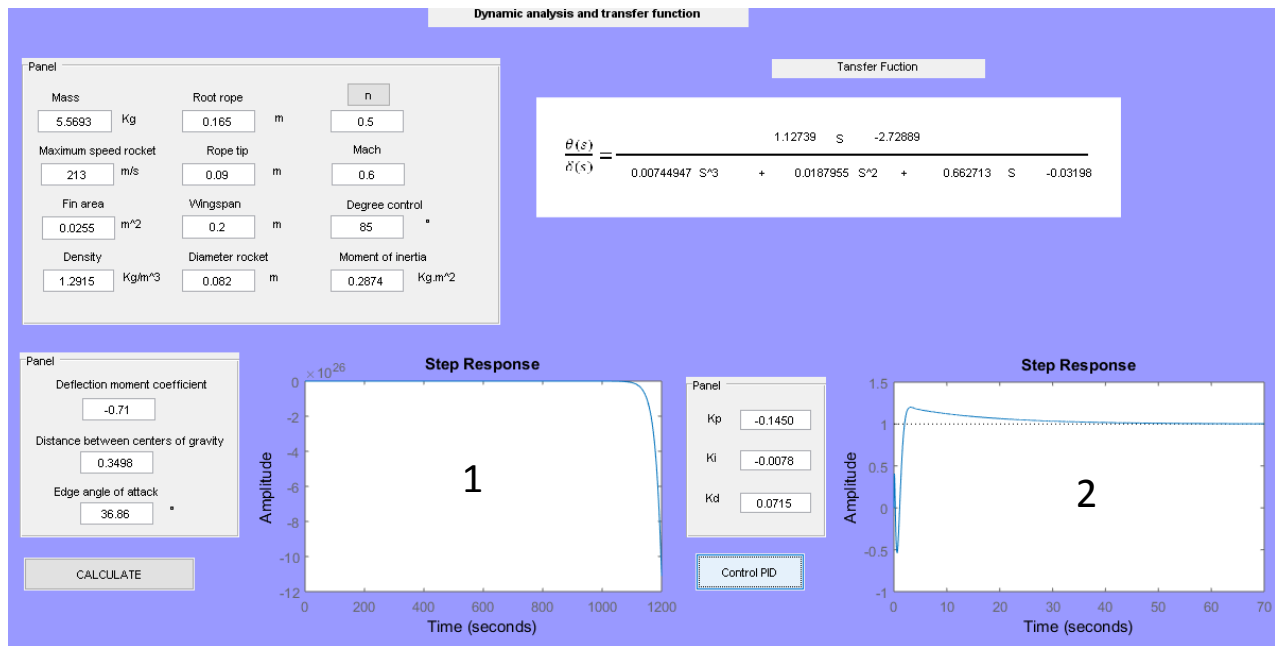 Dynamic analysis and transfer function
Panel
Mass
Root rope
n
5.5693 Kg
0.165 m
0.5
Maximum speed rocket
Rope tip
Mach
213 m/s
0.09 m
0.6
Fin area
Wingspan
Degree control
0.0255 m^2
0.2 m
85 °
Density
Diameter rocket
Moment of inertia
1.2915 Kg/m^3
0.082 m
0.2874 Kg.m^2
Tansfer Fuction
θ(s)
δ(s)
=
1.12739 S -2.72889
0.00744947 S^3 + 0.0187955 S^2 + 0.662713 S -0.03198
Panel
Deflection moment coefficient
-0.71
Distance between centers of gravity
0.3498
Edge angle of attack
36.86 °
CALCULATE
Step Response
× 10^26
0
-2
-4
-6
-8
-10
-12
Amplitude
1
0 200 400 600 800 1000 1200
Time (seconds)
Panel
Kp -0.1450
Ki -0.0078
Kd 0.0715
Control PID
Step Response
1.5
1
0.5
0
-0.5
-1
Amplitude
2
0 10 20 30 40 50 60 70
Time (seconds)